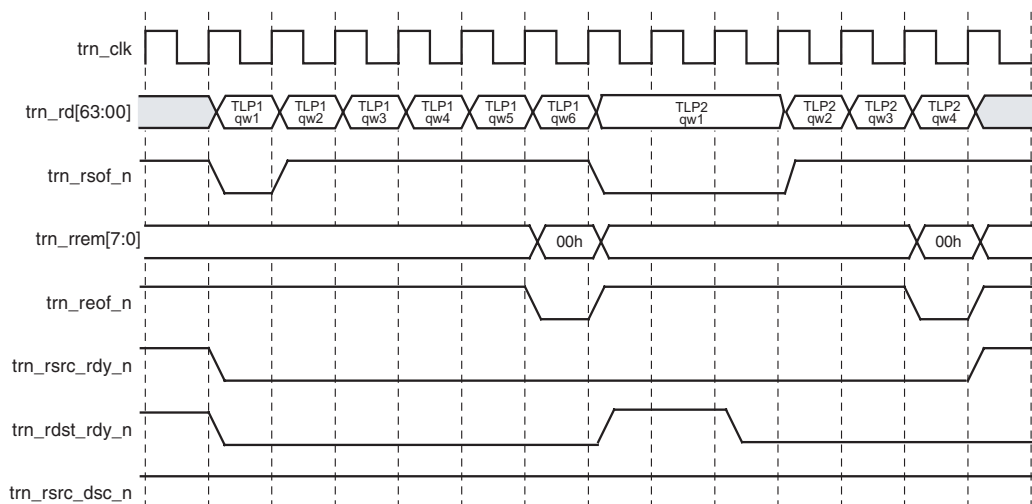 trn_clk
trn_rd[63:00]
TLP1
qw1
TLP1
qw2
TLP1
qw3
TLP1
qw4
TLP1
qw5
TLP1
qw6
TLP2
qw1
TLP2
qw2
TLP2
qw3
TLP2
qw4
trn_rsof_n
trn_rrem[7:0]
00h
00h
trn_reof_n
trn_rsrc_rdy_n
trn_rdst_rdy_n
trn_rsrc_dsc_n